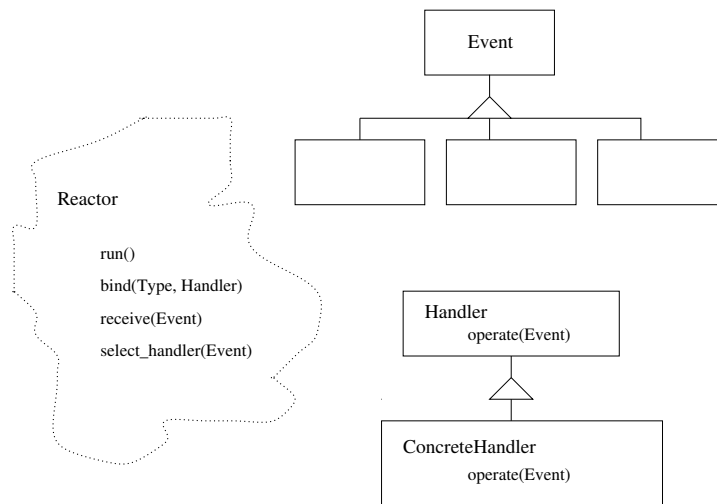 Event
Reactor
run()
bind(Type, Handler)
receive(Event)
select_handler(Event)
Handler
operate(Event)
ConcreteHandler
operate(Event)